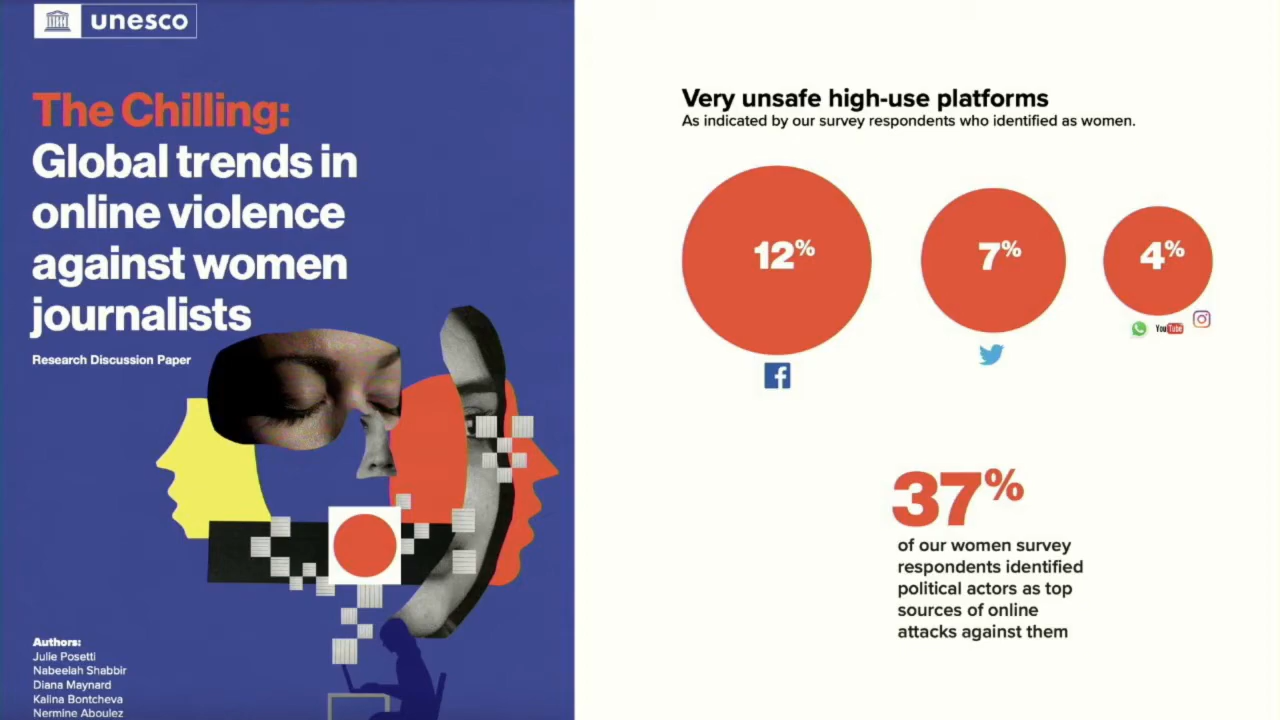 unesco
The Chilling:
Global trends in
online violence
against women
journalists
Research Discussion Paper
Authors:
Julie Posetti
Nabeelah Shabbir
Diana Maynard
Kalina Bontcheva
Nermine Aboulez
Very unsafe high-use platforms
As indicated by our survey respondents who identified as women.
12% 7% 4%
YouTube
37%
of our women survey
respondents identified
political actors as top
sources of online
attacks against them